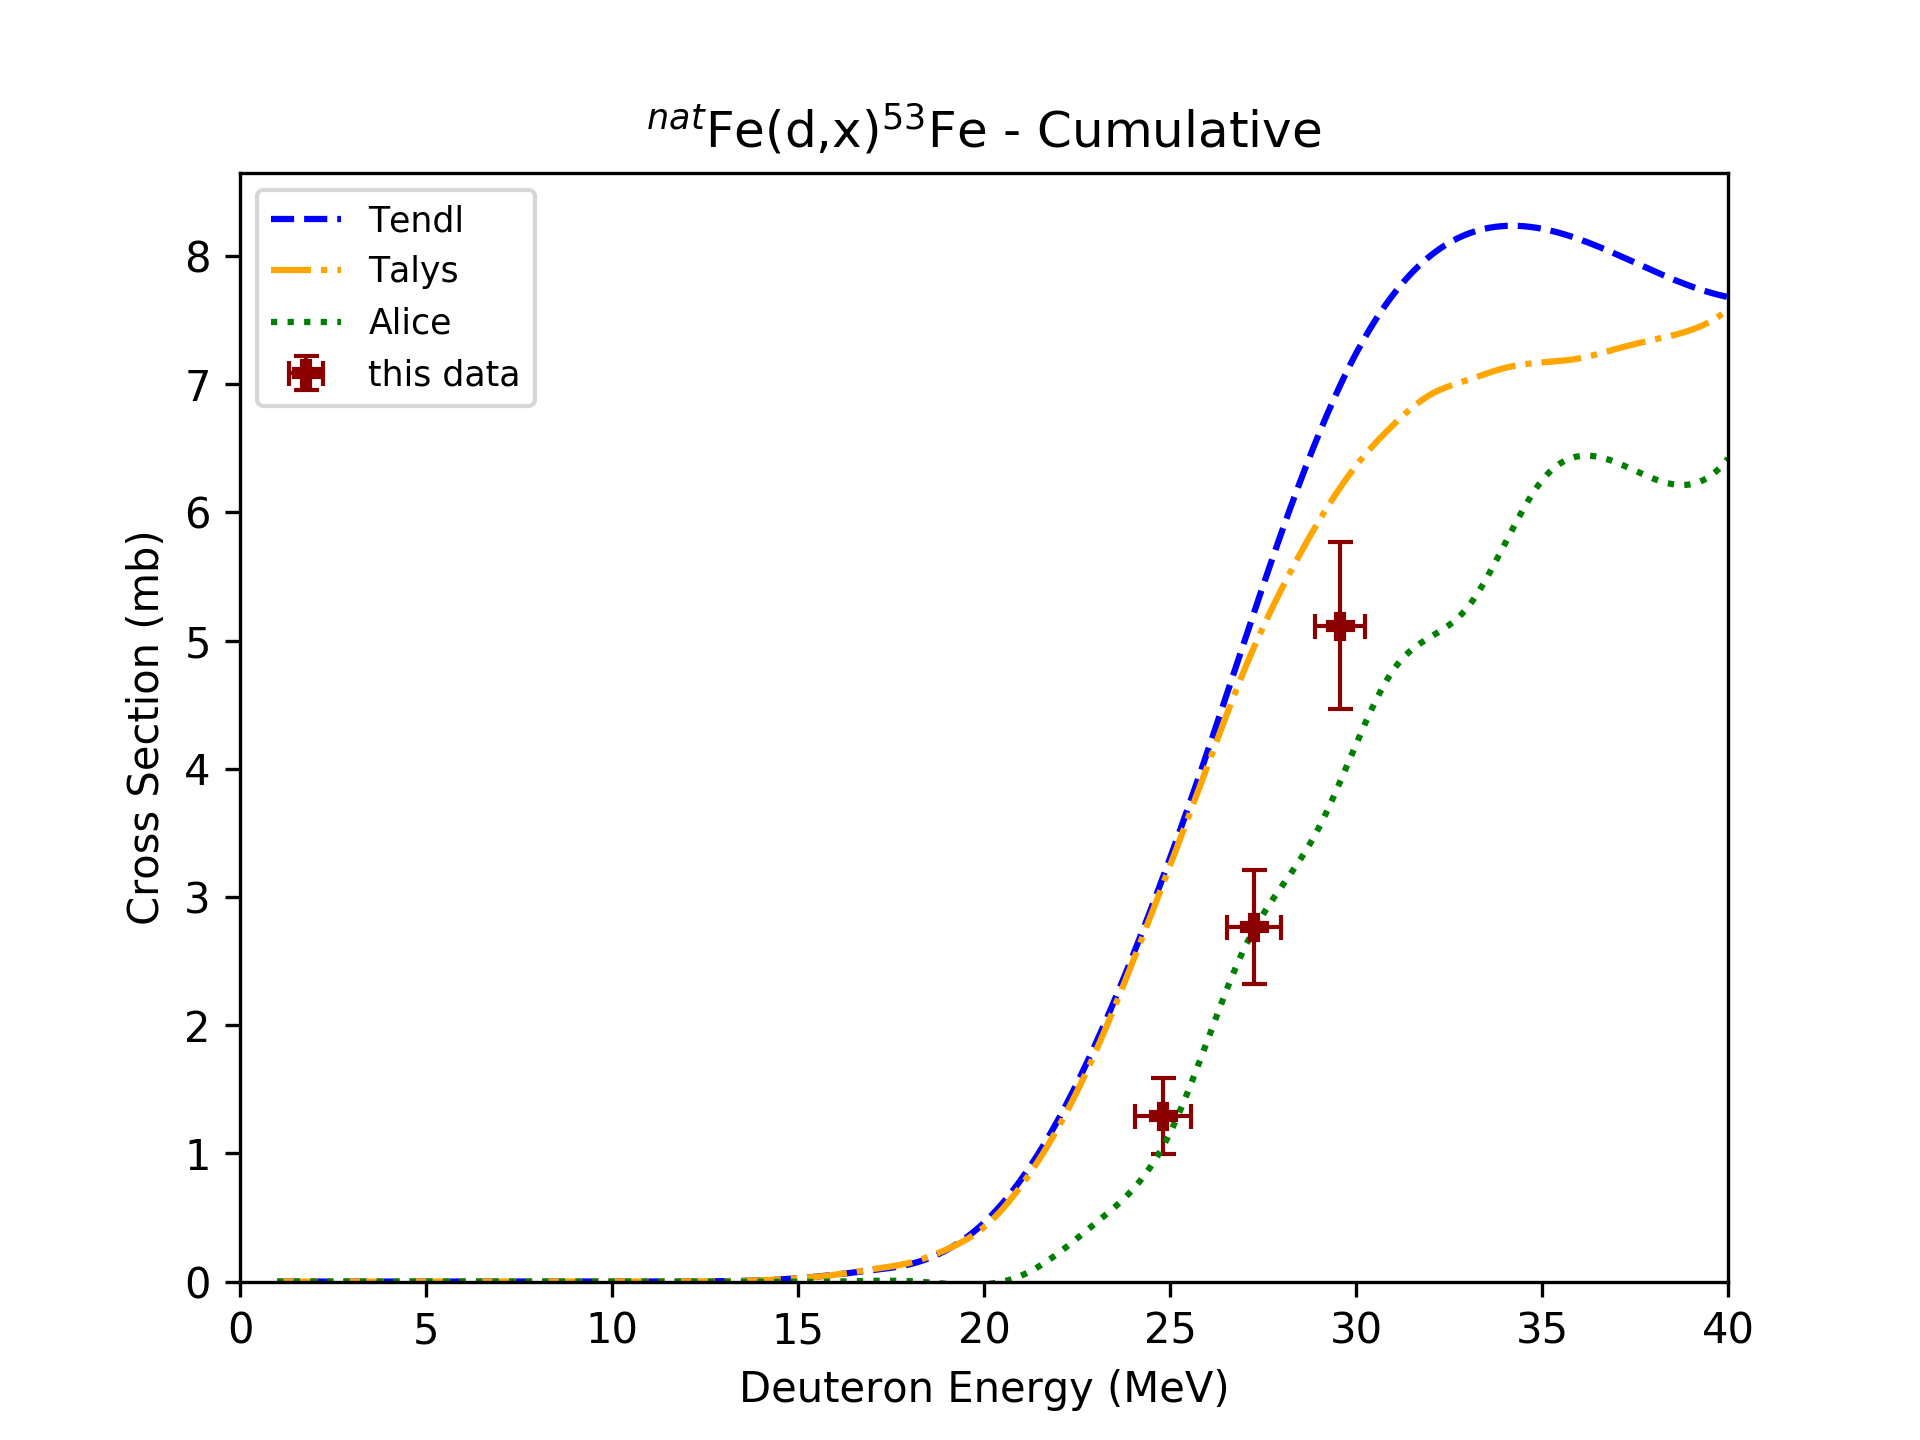 natFe(d,x)53Fe - Cumulative
Tendl
Talys
Alice
this data
Cross Section (mb)
8
7
6
5
4
3
2
1
0
0 5 10 15 20 25 30 35 40
Deuteron Energy (MeV)